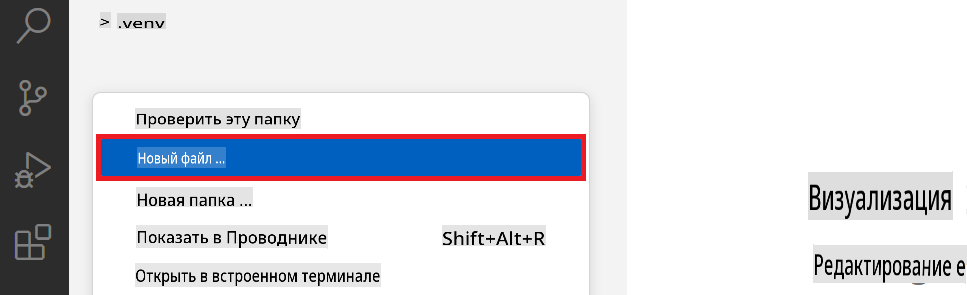 > .venv
Проверить эту папку
Новый файл ...
Новая папка ...
Показать в Проводнике Shift+Alt+R
Открыть в встроенном терминале
Визуализация
Редактирование е